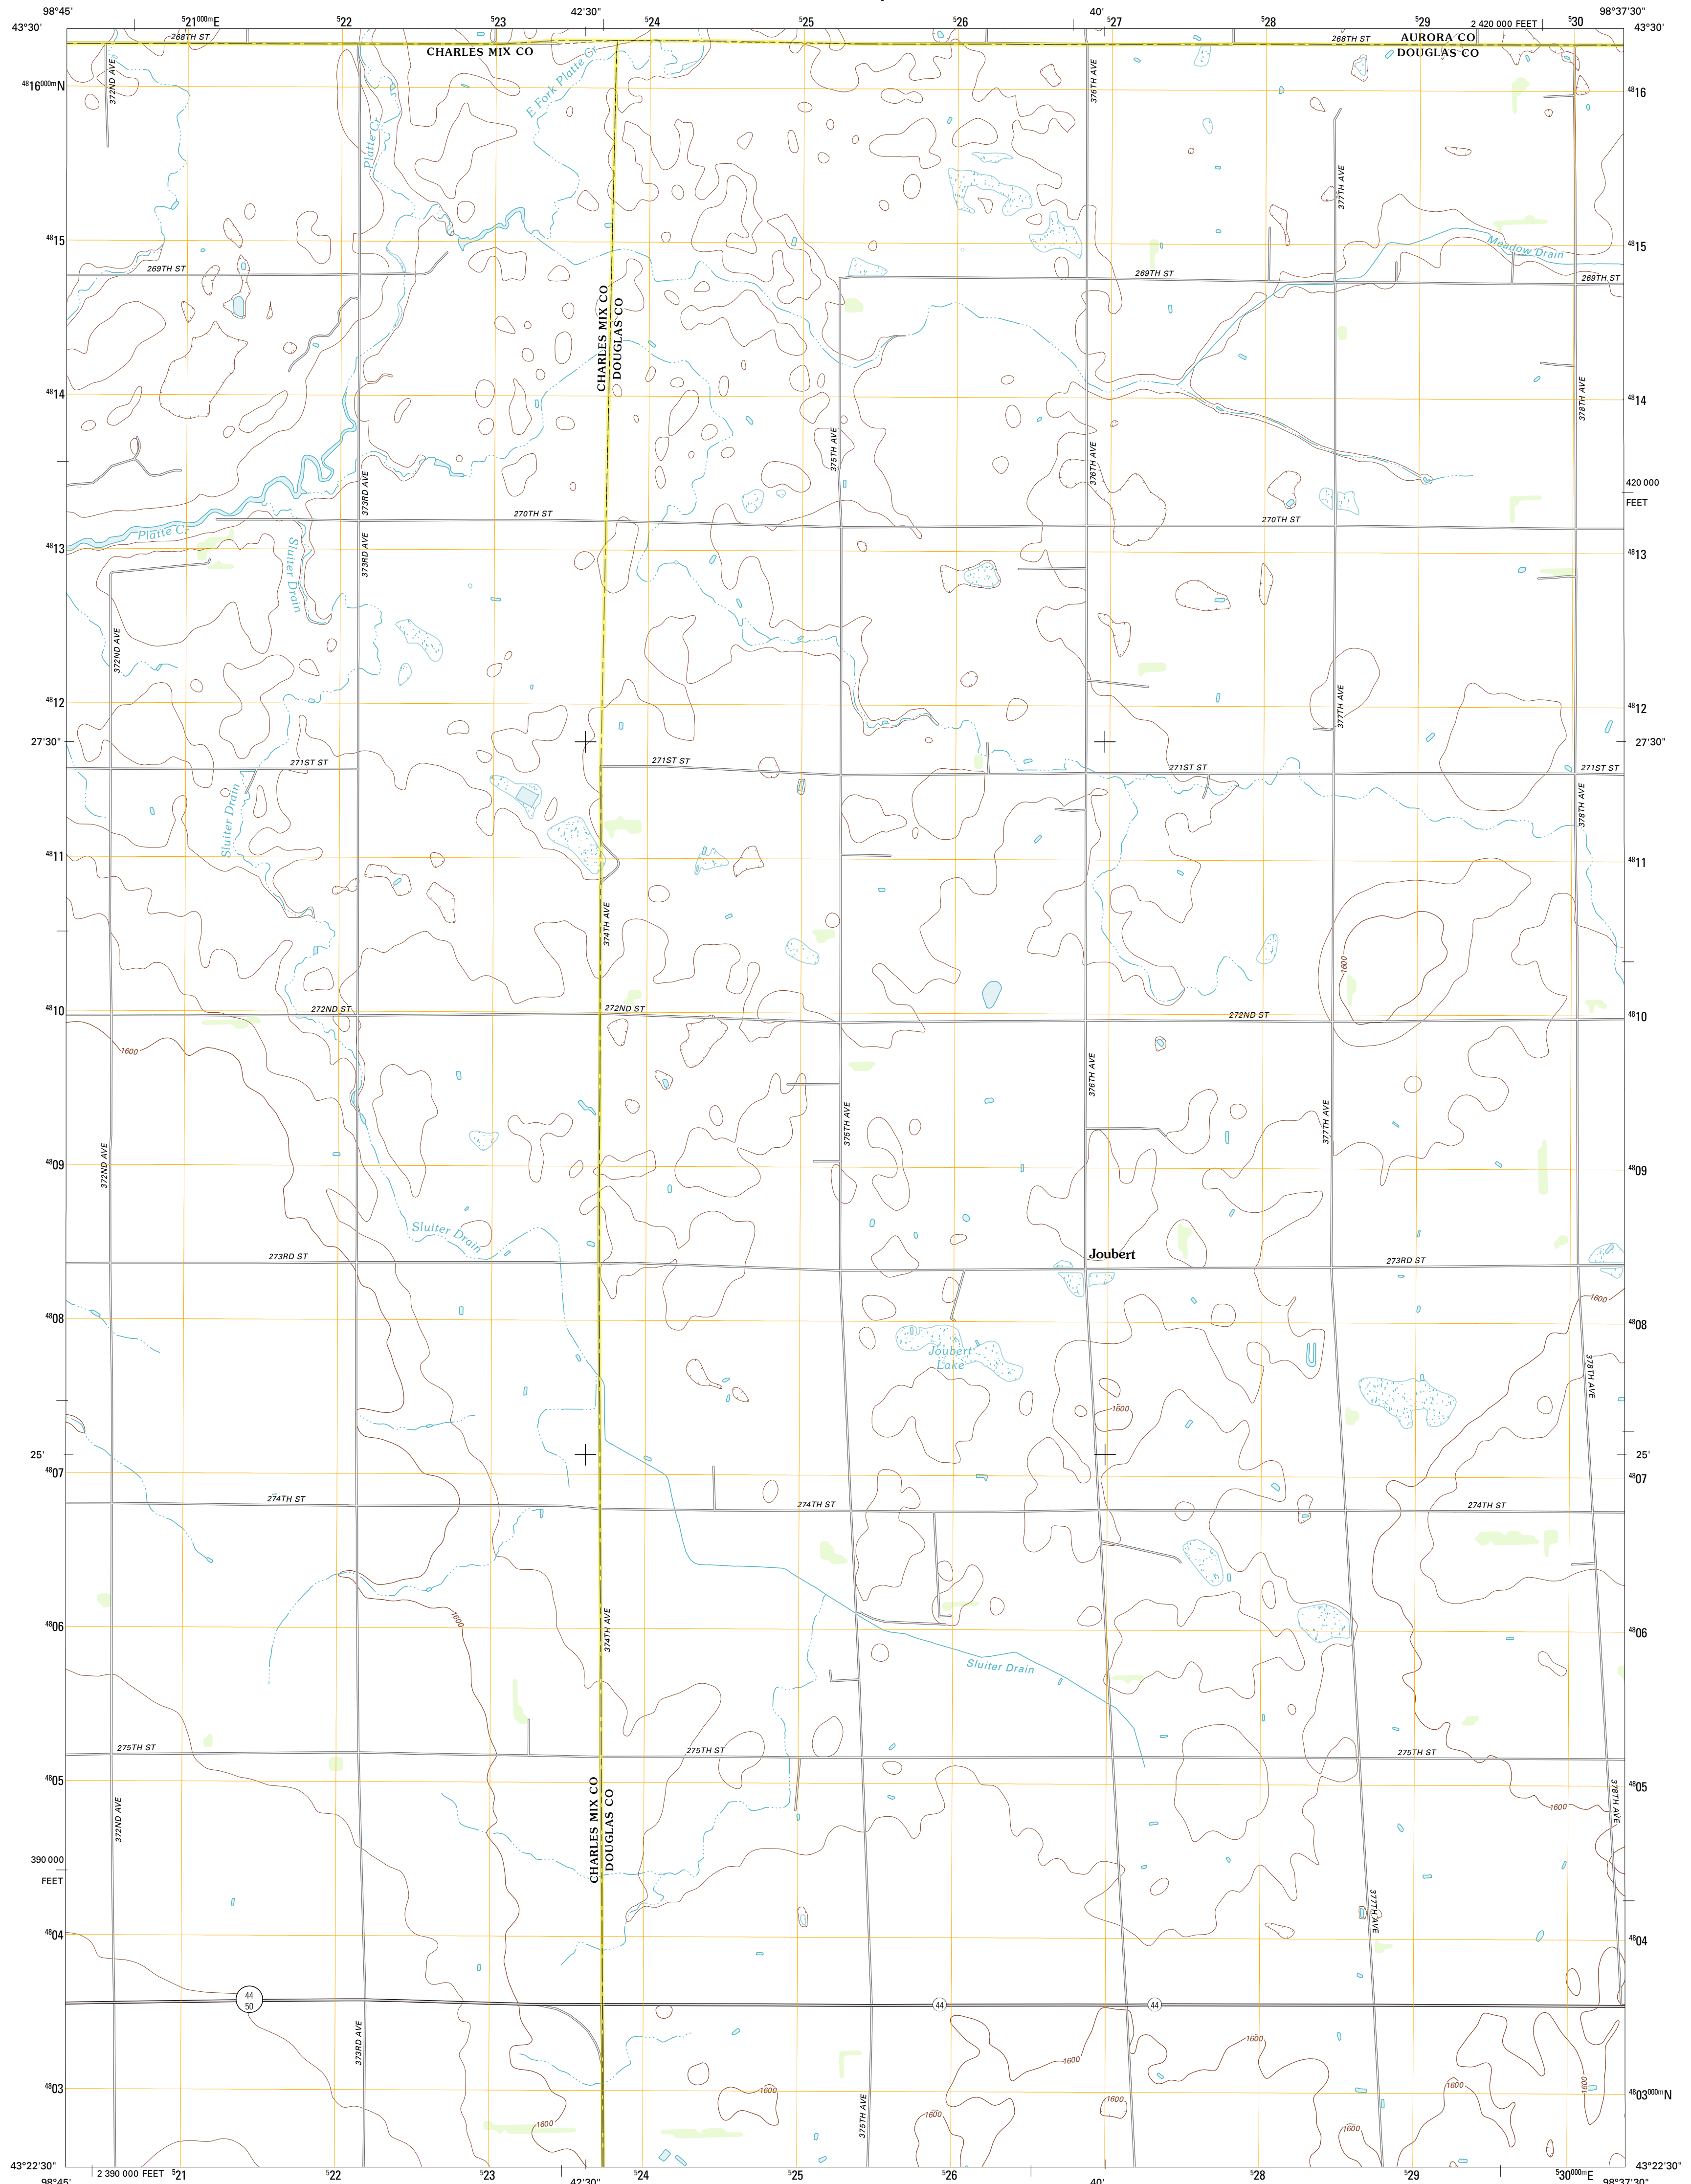 98°45' ⁵21⁰⁰⁰ᵐE ⁵22 ⁵23 42'30" ⁵24 ⁵25 ⁵26 40' ⁵27 ⁵28 ⁵29 2 420 000 FEET ⁵30 98°37'30"
43°30' 43°30'
268TH ST CHARLES MIX CO 268TH ST AURORA CO
DOUGLAS CO
⁴⁸16⁰⁰⁰ᵐN ⁴⁸16
372ND AVE
Platte Cr
E Fork Platte Cr
376TH AVE
377TH AVE
⁴⁸15 ⁴⁸15
Meadow Drain
269TH ST 269TH ST 269TH ST
CHARLES MIX CO
DOUGLAS CO
⁴⁸14 ⁴⁸14
378TH AVE
375TH AVE
376TH AVE
373RD AVE
420 000
FEET
270TH ST 270TH ST
Platte Cr
⁴⁸13 ⁴⁸13
373RD AVE
Sluiter Drain
372ND AVE
377TH AVE
⁴⁸12 ⁴⁸12
27'30" 27'30"
271ST ST 271ST ST 271ST ST 271ST ST
Sluiter Drain
378TH AVE
⁴⁸11 ⁴⁸11
374TH AVE
1600
⁴⁸10 272ND ST 272ND ST 272ND ST ⁴⁸10
1600
376TH AVE
375TH AVE
377TH AVE
372ND AVE
⁴⁸09 ⁴⁸09
Sluiter Drain
Joubert
273RD ST 273RD ST
1600
⁴⁸08 ⁴⁸08
Joubert
Lake
378TH AVE
1600
25' 25'
⁴⁸07 ⁴⁸07
274TH ST 274TH ST 274TH ST
1600
374TH AVE
⁴⁸06 ⁴⁸06
Sluiter Drain
275TH ST 275TH ST 275TH ST
⁴⁸05 ⁴⁸05
378TH AVE
1600
372ND AVE
CHARLES MIX CO
DOUGLAS CO
390 000
FEET
377TH AVE
⁴⁸04 ⁴⁸04
44
50
44
44
373RD AVE
1600
1600
⁴⁸03 ⁴⁸03⁰⁰⁰ᵐN
1600
1600
1600
1600
375TH AVE
1600
1600
1600
43°22'30" 43°22'30"
98°45' 2 390 000 FEET ⁵21 ⁵22 ⁵23 42'30" ⁵24 ⁵25 ⁵26 40' ⁵28 ⁵29 ⁵30⁰⁰⁰ᵐE 98°37'30"